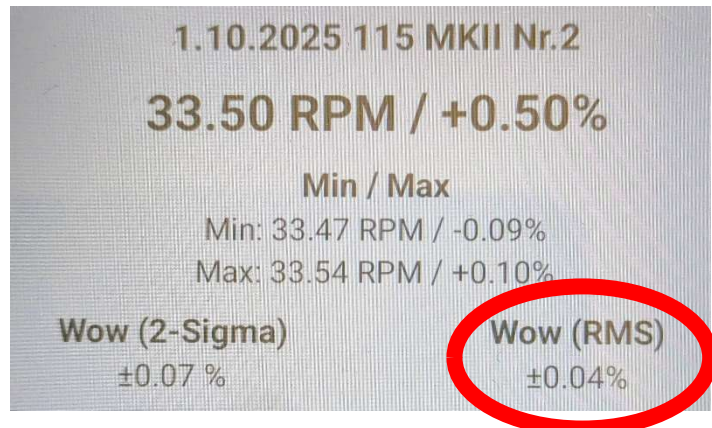 1.10.2025 115 MKII Nr.2
33.50 RPM / +0.50%
Min / Max
Min: 33.47 RPM / -0.09%
Max: 33.54 RPM / +0.10%
Wow (2-Sigma) Wow (RMS)
±0.07 % ±0.04%